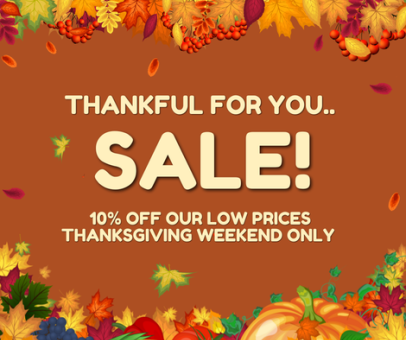 THANKFUL FOR YOU..
SALE!
10% OFF OUR LOW PRICES
THANKSGIVING WEEKEND ONLY